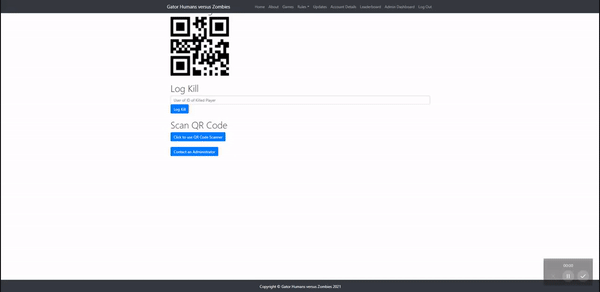 Gator Humans versus Zombies Home About Games Rules Updates Account Details Leaderboard Admin Dashboard Log Out
Log Kill
User of ID of Killed Player
Log Kill
Scan QR Code
Click to use QR Code Scanner
Contact an Administrator
Copyright © Gator Humans versus Zombies 2021